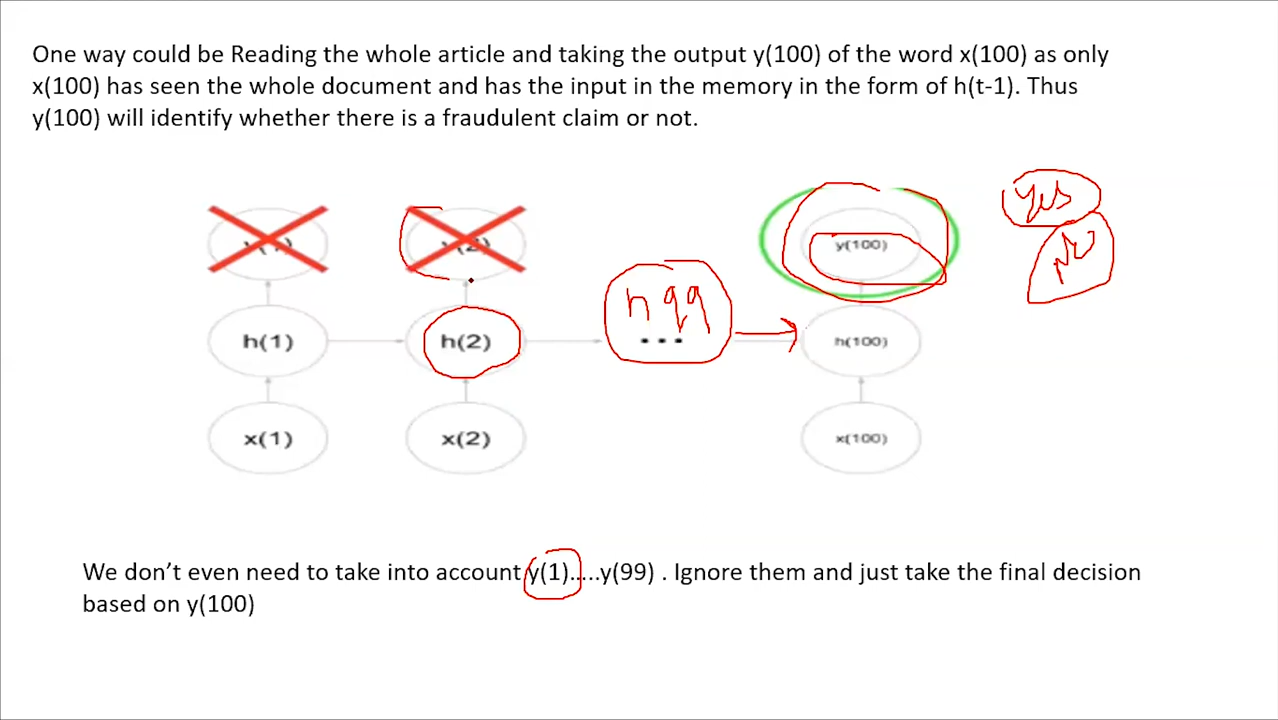 One way could be Reading the whole article and taking the output y(100) of the word x(100) as only
x(100) has seen the whole document and has the input in the memory in the form of h(t-1). Thus
y(100) will identify whether there is a fraudulent claim or not.
Yes
No
y(100)
h 99
h(1) h(2) ... h(100)
x(1) x(2) x(100)
We don't even need to take into account y(1).....y(99) . Ignore them and just take the final decision
based on y(100)